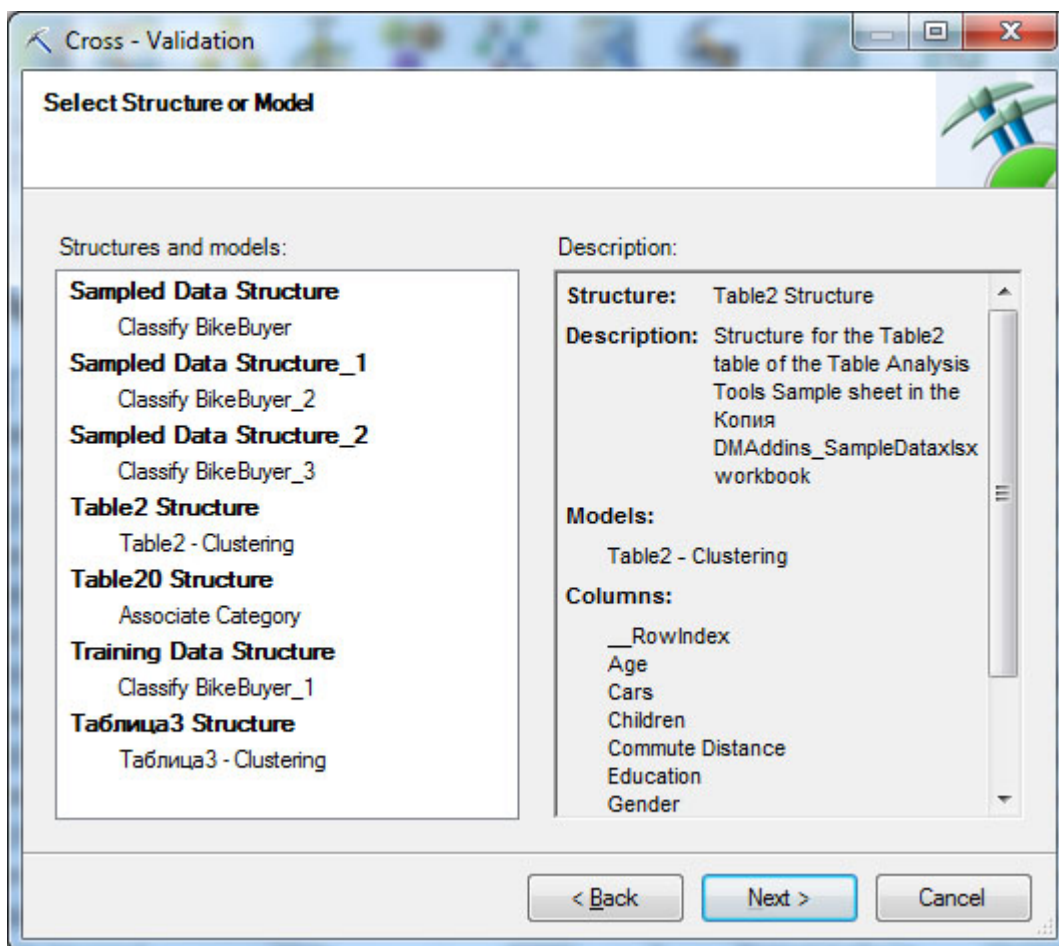 Cross - Validation
Select Structure or Model
Structures and models:
Sampled Data Structure
Classify BikeBuyer
Sampled Data Structure_1
Classify BikeBuyer_2
Sampled Data Structure_2
Classify BikeBuyer_3
Table2 Structure
Table2 - Clustering
Table20 Structure
Associate Category
Training Data Structure
Classify BikeBuyer_1
Таблица3 Structure
Таблица3 - Clustering
Description:
Structure: Table2 Structure
Description: Structure for the Table2
table of the Table Analysis
Tools Sample sheet in the
Копия
DMAddins_SampleDataxlsx
workbook
Models:
Table2 - Clustering
Columns:
__RowIndex
Age
Cars
Children
Commute Distance
Education
Gender
< Back
Next >
Cancel